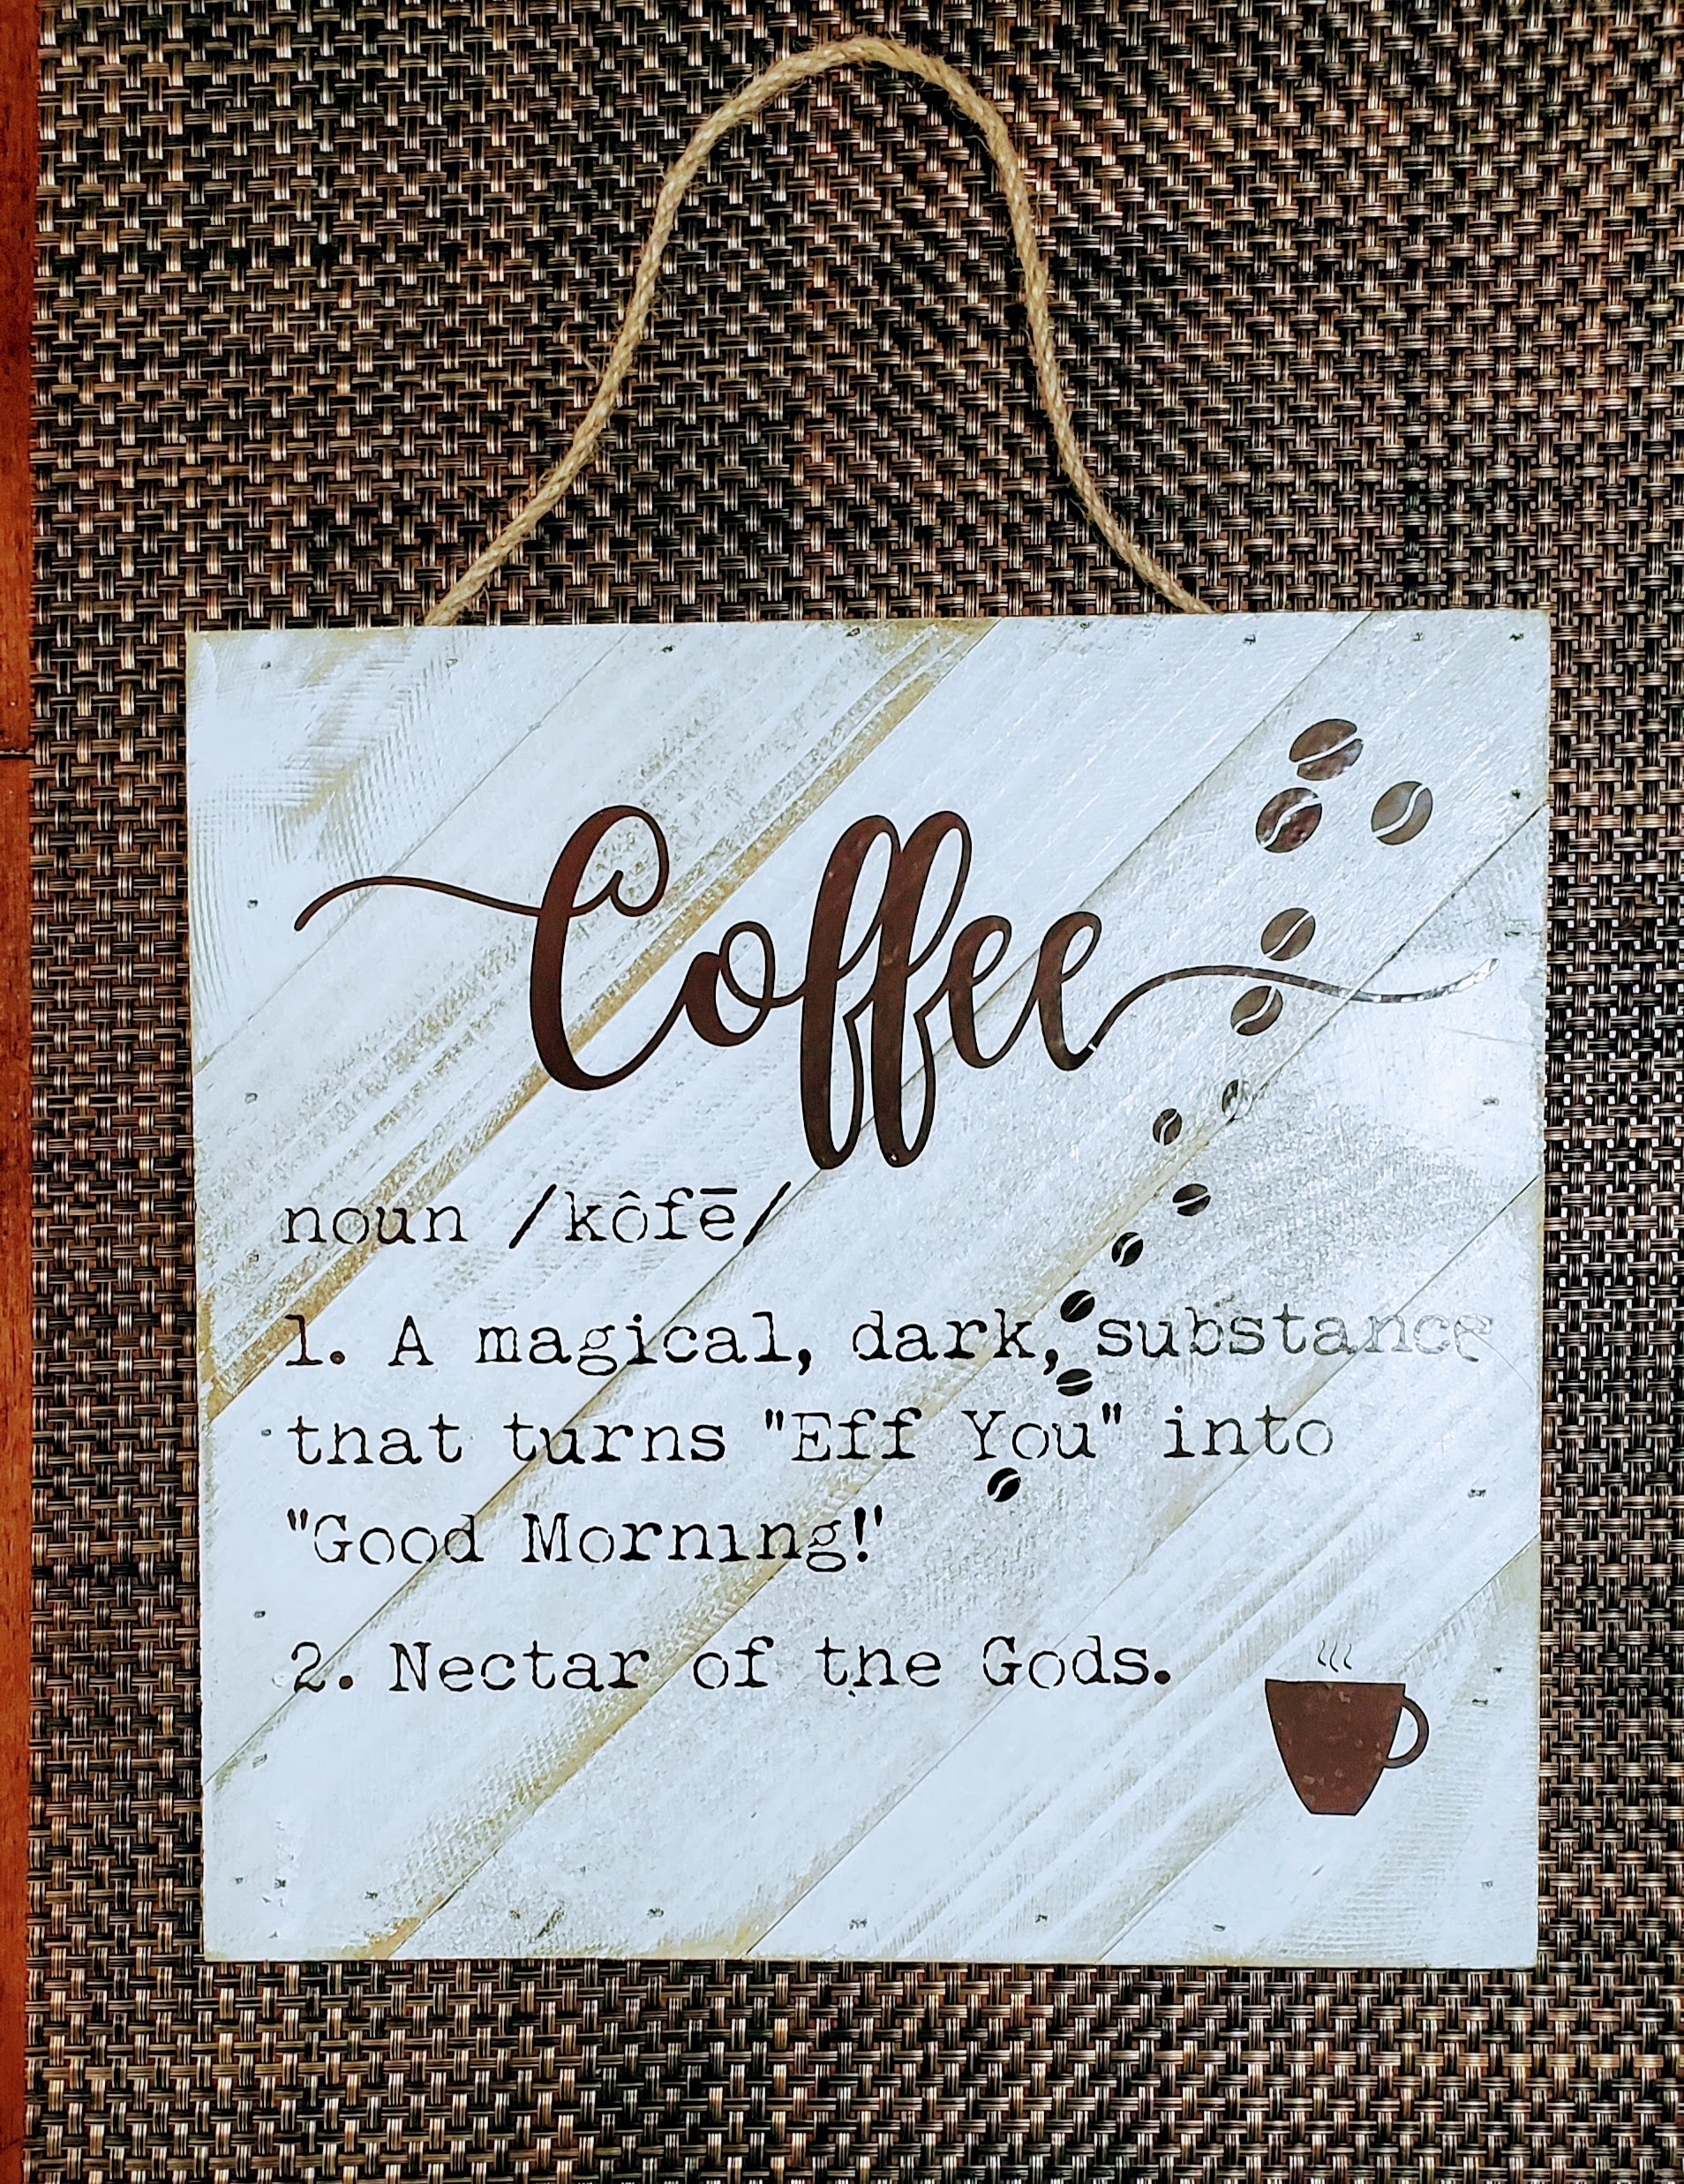 Coffee
noun /kôfē/
1. A magical, dark, substance
that turns "Eff You" into
"Good Morning!"
2. Nectar of the Gods.